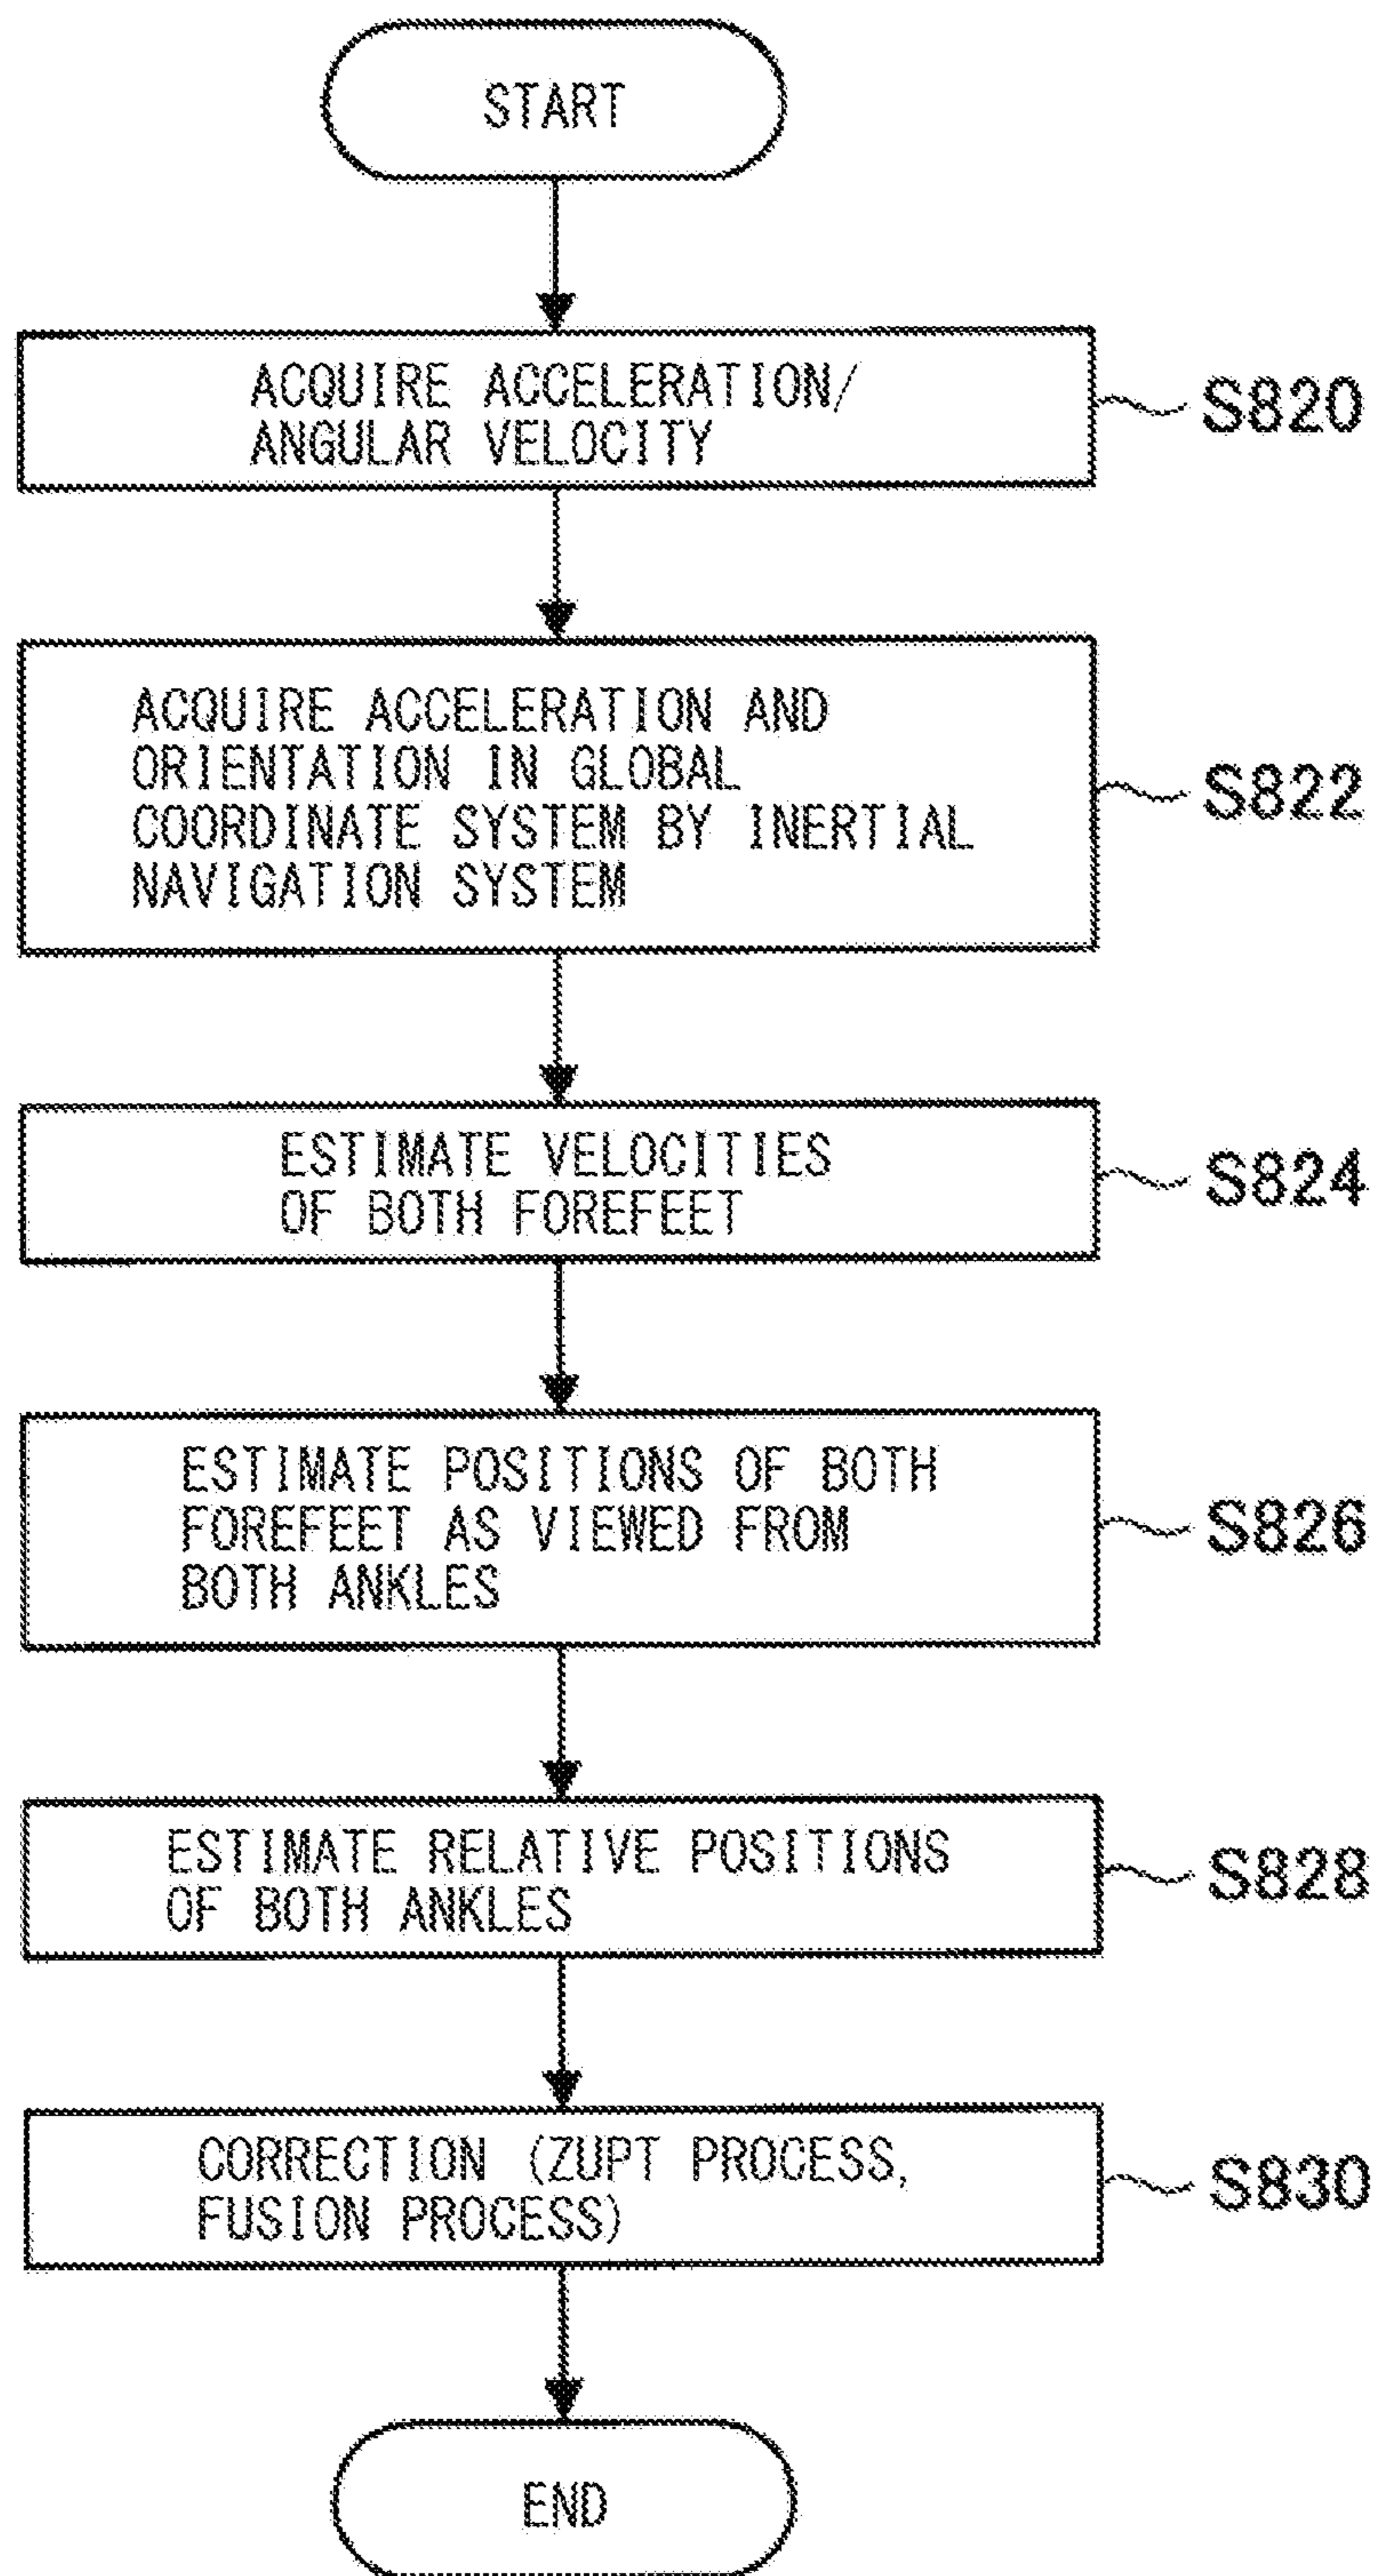 START
ACQUIRE ACCELERATION/
ANGULAR VELOCITY
S820
ACQUIRE ACCELERATION AND
ORIENTATION IN GLOBAL
COORDINATE SYSTEM BY INERTIAL
NAVIGATION SYSTEM
S822
ESTIMATE VELOCITIES
OF BOTH FOREFEET
S824
ESTIMATE POSITIONS OF BOTH
FOREFEET AS VIEWED FROM
BOTH ANKLES
S826
ESTIMATE RELATIVE POSITIONS
OF BOTH ANKLES
S828
CORRECTION (ZUPT PROCESS,
FUSION PROCESS)
S830
END